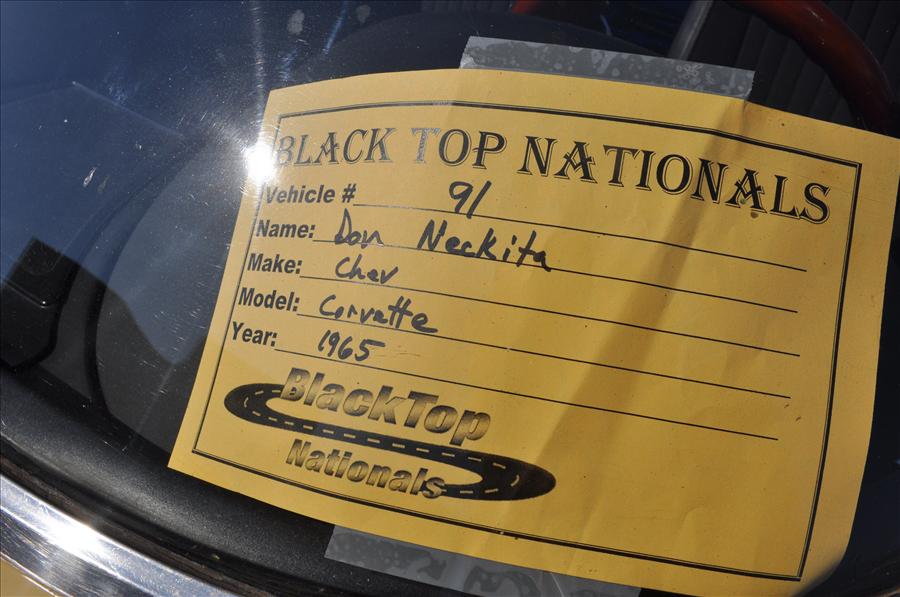 BLACK TOP NATIONALS
Vehicle # 91
Name: Don Neckita
Make: Chev
Model: Corvette
Year: 1965
BlackTop
Nationals